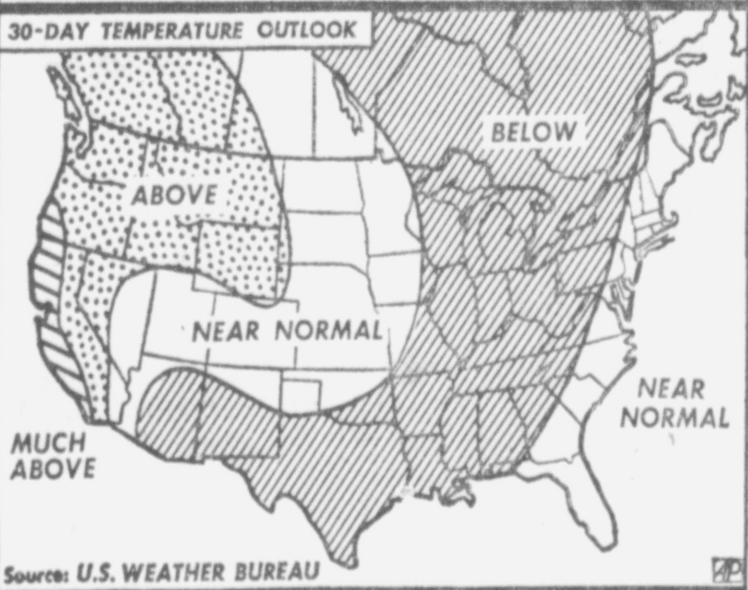 30-DAY TEMPERATURE OUTLOOK
BELOW
ABOVE
NEAR NORMAL
NEAR
NORMAL
MUCH
ABOVE
Source: U.S. WEATHER BUREAU
AP